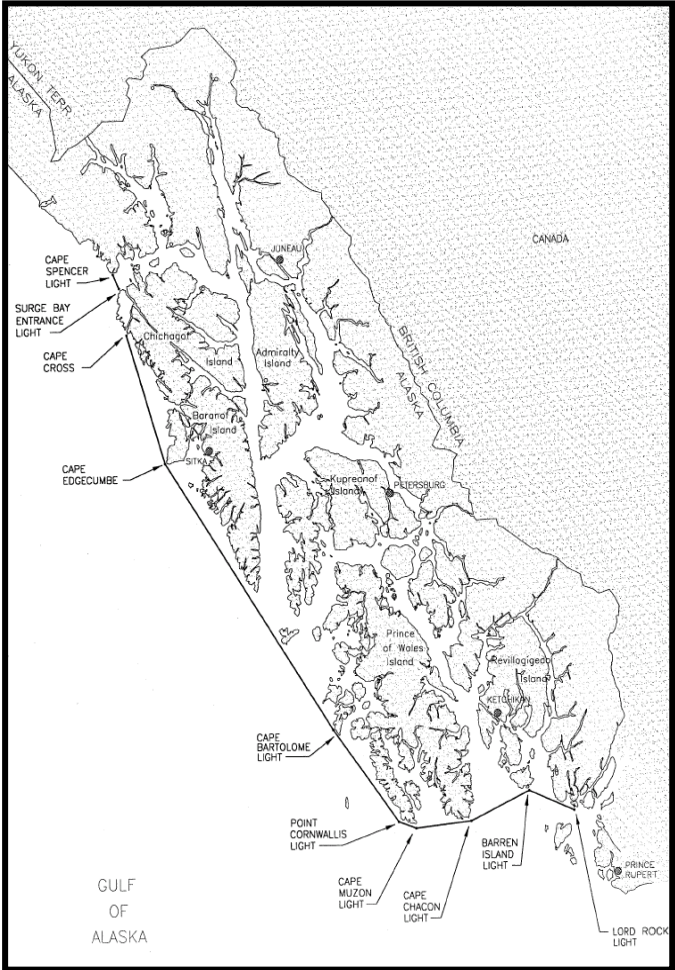 YUKON TERR.
ALASKA
CANADA
JUNEAU
CAPE
SPENCER
LIGHT
SURGE BAY
ENTRANCE
LIGHT
Chichagof
Island
Admiralty
Island
CAPE
CROSS
BRITISH COLUMBIA
ALASKA
Baranof
Island
SITKA
CAPE
EDGECUMBE
Kupreanof
Island
PETERSBURG
Prince
of Wales
Island
Revillagigedo
Island
KETCHIKAN
CAPE
BARTOLOME
LIGHT
POINT
CORNWALLIS
LIGHT
BARREN
ISLAND
LIGHT
PRINCE
RUPERT
CAPE
MUZON
LIGHT
CAPE
CHACON
LIGHT
GULF
OF
ALASKA
LORD ROCK
LIGHT